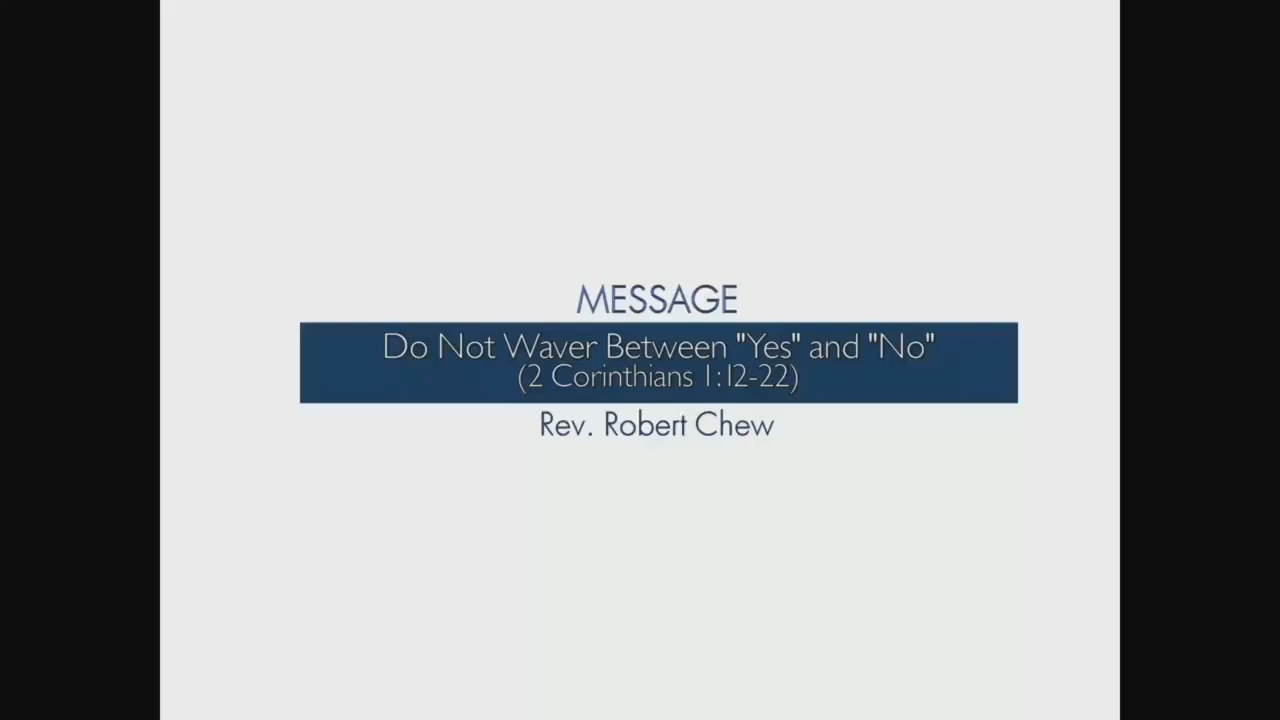 MESSAGE
Do Not Waver Between "Yes" and "No"
(2 Corinthians 1:12-22)
Rev. Robert Chew